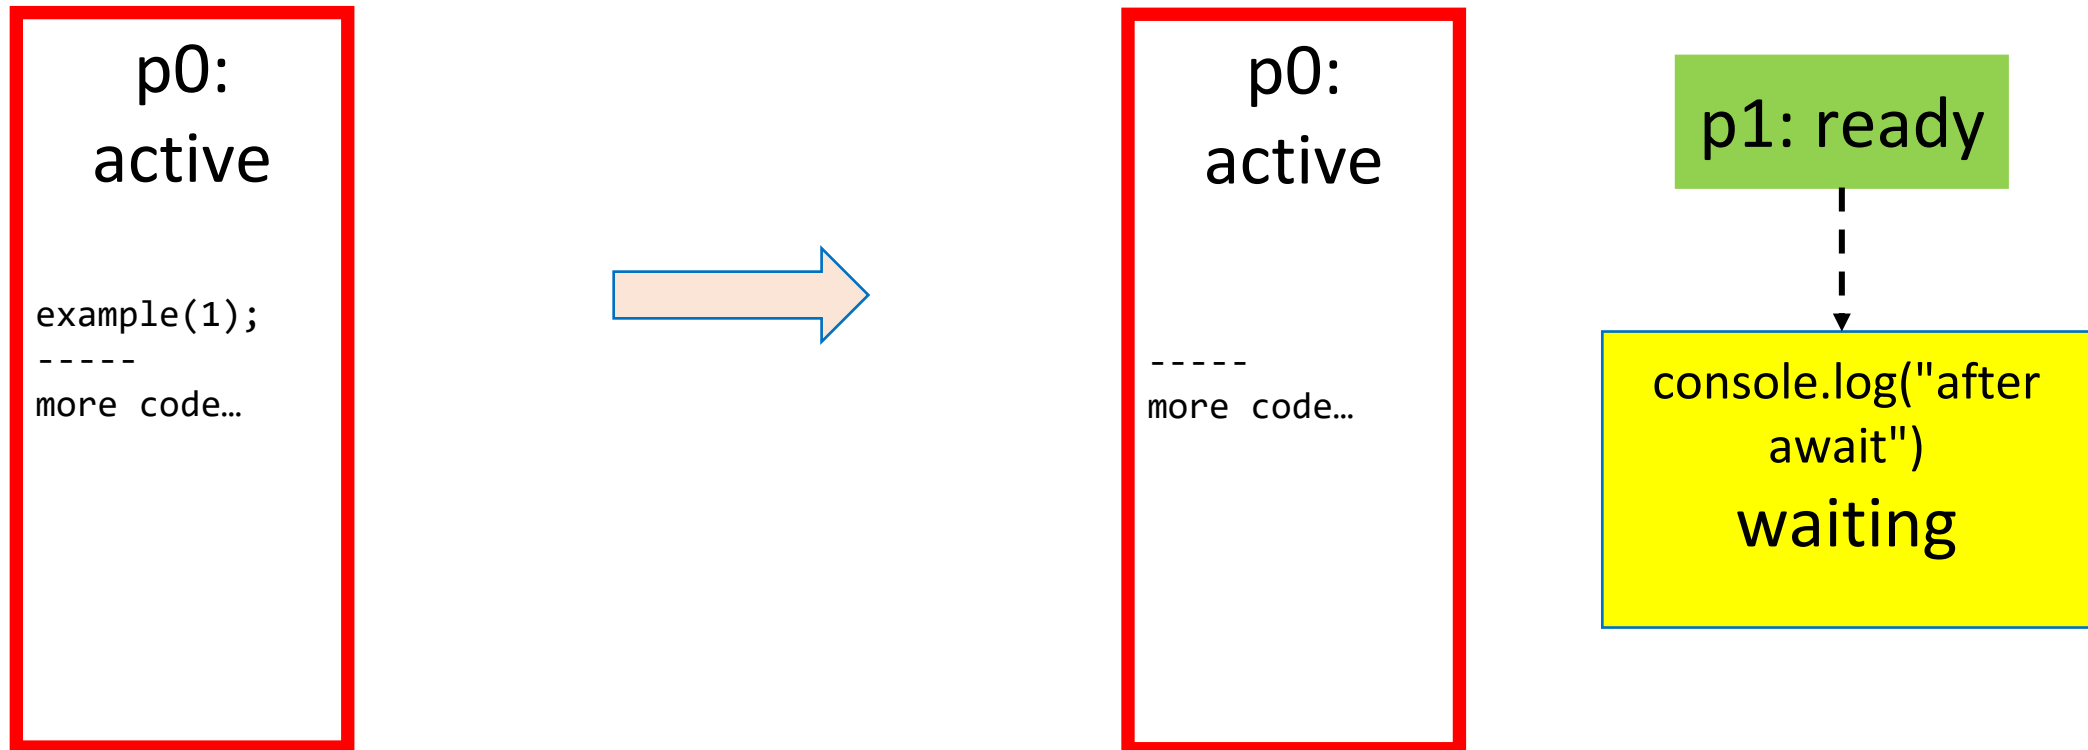 p0:
active
example(1);
-----
more code…
p0:
active
-----
more code…
p1: ready
console.log("after
await")
waiting